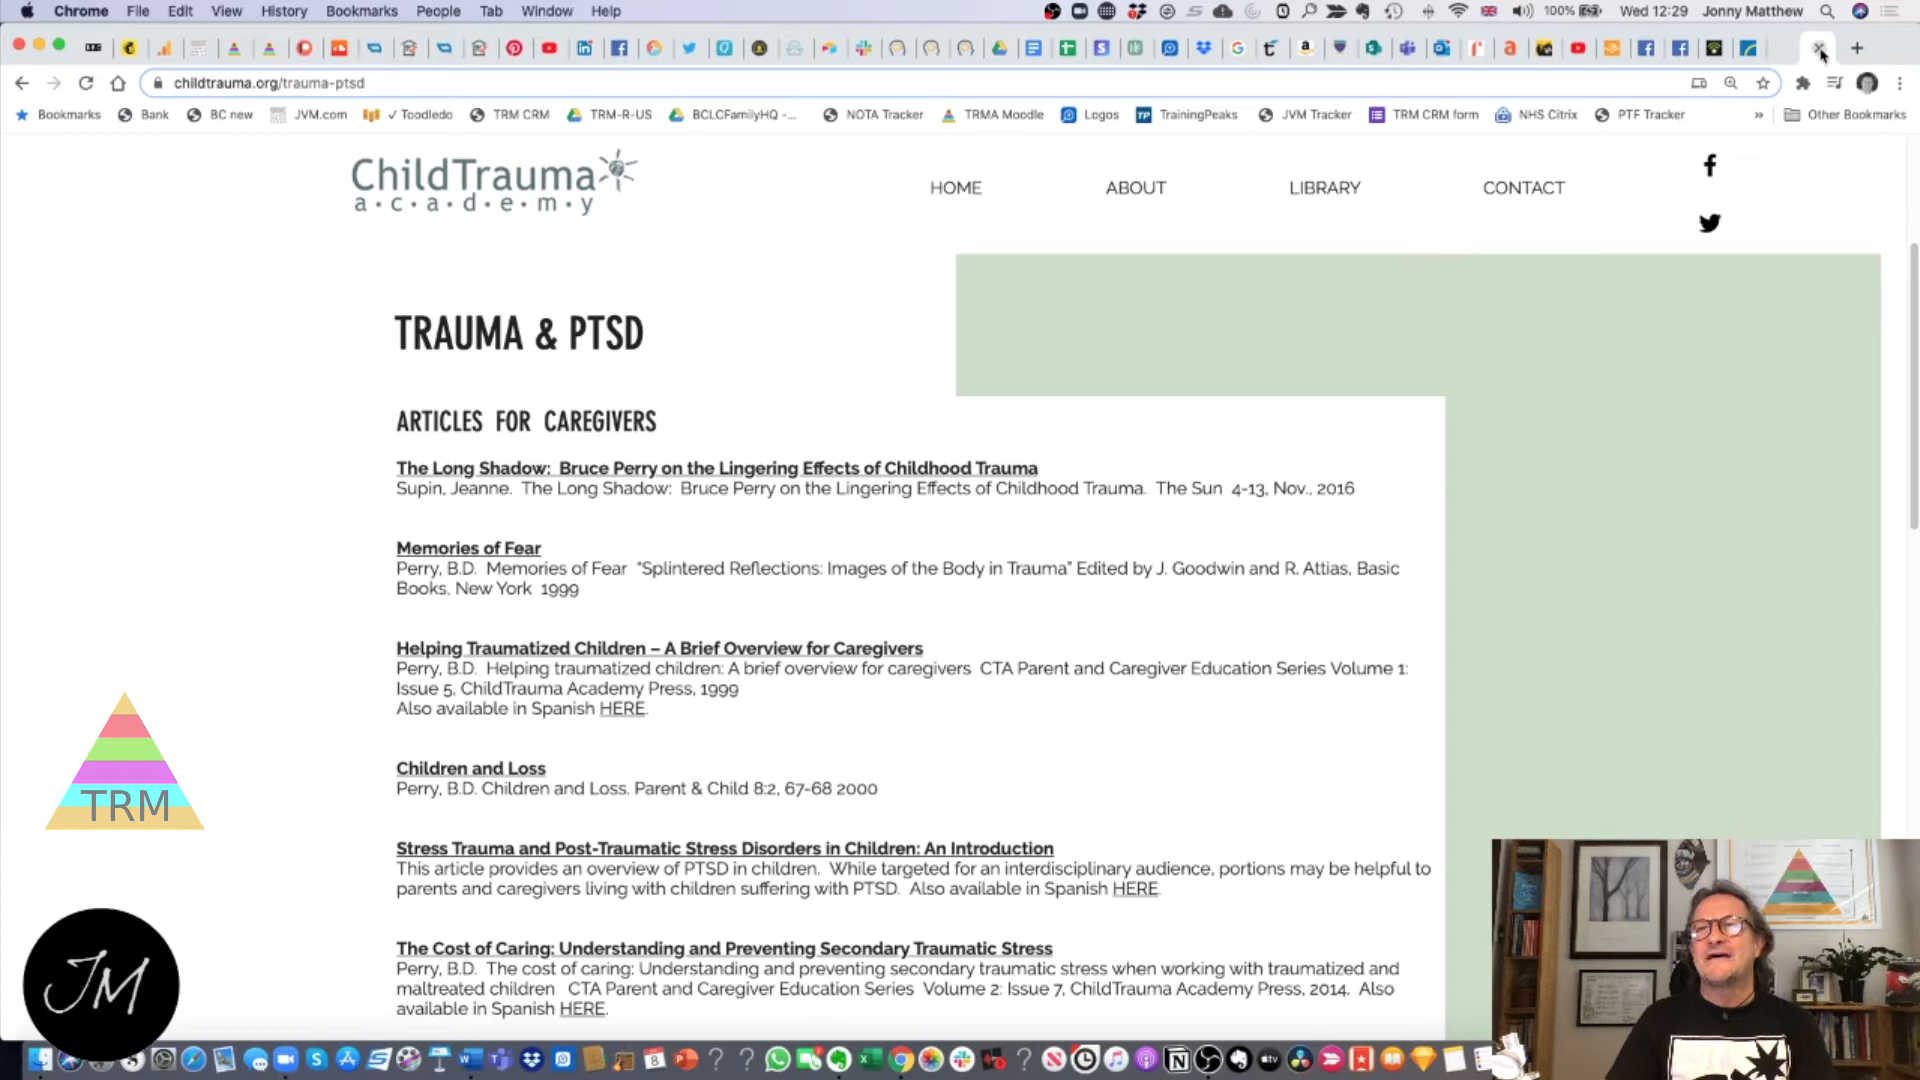 Chrome File Edit View History Bookmarks People Tab Window Help 100% Wed 12:29 Jonny Matthew
childtrauma.org/trauma-ptsd
Bookmarks Bank BC new JVM.com ✓ Toodledo TRM CRM TRM-R-US BCLCFamilyHQ -... NOTA Tracker TRMA Moodle Logos TrainingPeaks JVM Tracker TRM CRM form NHS Citrix PTF Tracker » Other Bookmarks
ChildTrauma
a·c·a·d·e·m·y
HOME ABOUT LIBRARY CONTACT
TRAUMA & PTSD
ARTICLES FOR CAREGIVERS
The Long Shadow: Bruce Perry on the Lingering Effects of Childhood Trauma
Supin, Jeanne. The Long Shadow: Bruce Perry on the Lingering Effects of Childhood Trauma. The Sun 4-13, Nov., 2016
Memories of Fear
Perry, B.D. Memories of Fear “Splintered Reflections: Images of the Body in Trauma” Edited by J. Goodwin and R. Attias, Basic
Books, New York 1999
Helping Traumatized Children – A Brief Overview for Caregivers
Perry, B.D. Helping traumatized children: A brief overview for caregivers CTA Parent and Caregiver Education Series Volume 1:
Issue 5, ChildTrauma Academy Press, 1999
Also available in Spanish HERE.
Children and Loss
Perry, B.D. Children and Loss. Parent & Child 8:2, 67-68 2000
Stress Trauma and Post-Traumatic Stress Disorders in Children: An Introduction
This article provides an overview of PTSD in children. While targeted for an interdisciplinary audience, portions may be helpful to
parents and caregivers living with children suffering with PTSD. Also available in Spanish HERE.
The Cost of Caring: Understanding and Preventing Secondary Traumatic Stress
Perry, B.D. The cost of caring: Understanding and preventing secondary traumatic stress when working with traumatized and
maltreated children CTA Parent and Caregiver Education Series Volume 2: Issue 7, ChildTrauma Academy Press, 2014. Also
available in Spanish HERE.
TRM
JM